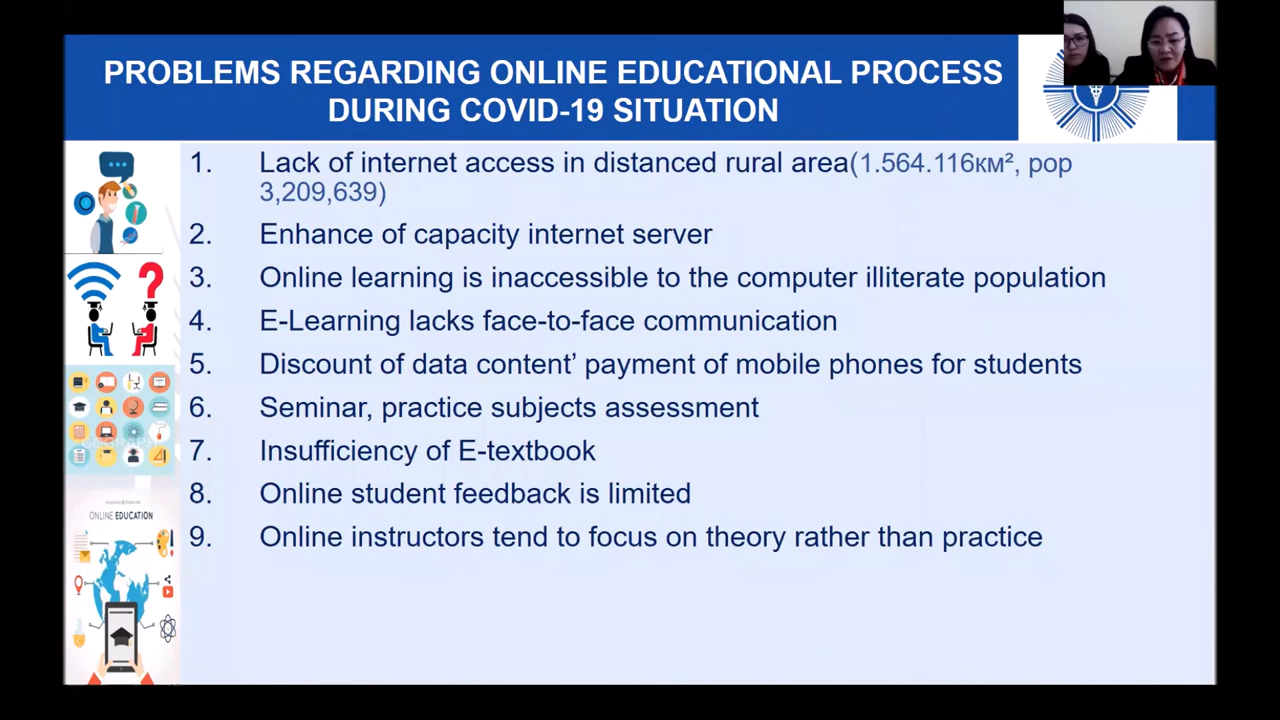 PROBLEMS REGARDING ONLINE EDUCATIONAL PROCESS
DURING COVID-19 SITUATION
1. Lack of internet access in distanced rural area(1.564.116км², pop
3,209,639)
2. Enhance of capacity internet server
3. Online learning is inaccessible to the computer illiterate population
4. E-Learning lacks face-to-face communication
5. Discount of data content’ payment of mobile phones for students
6. Seminar, practice subjects assessment
7. Insufficiency of E-textbook
8. Online student feedback is limited
9. Online instructors tend to focus on theory rather than practice
ONLINE EDUCATION